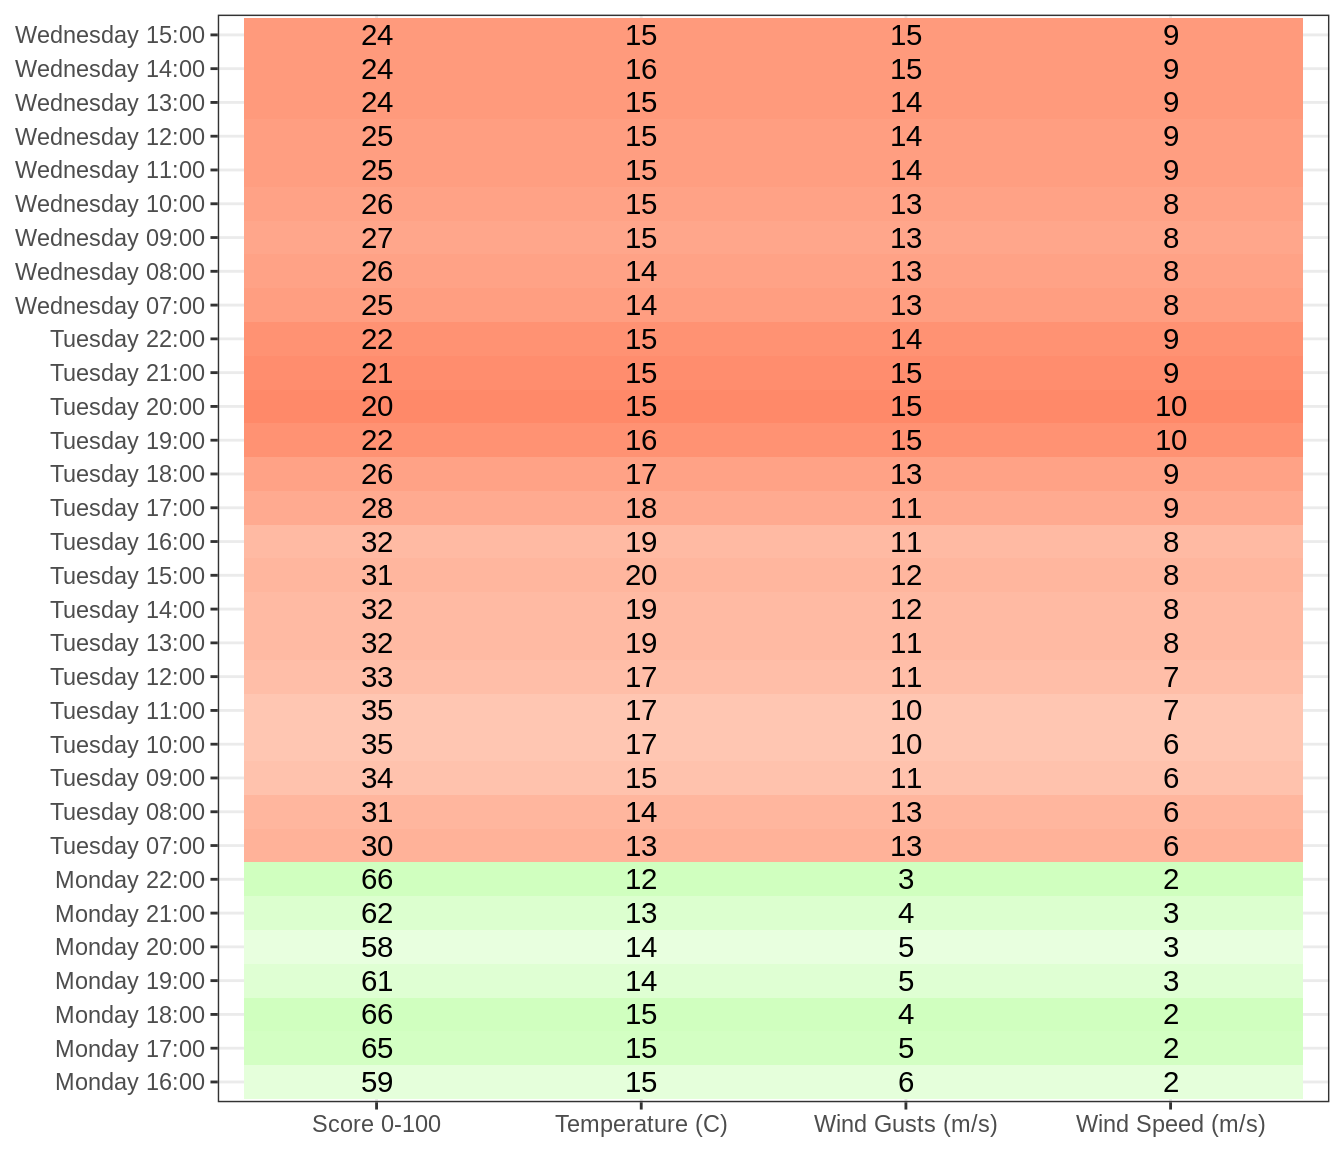 Wednesday 15:00 24 15 15 9
Wednesday 14:00 24 16 15 9
Wednesday 13:00 24 15 14 9
Wednesday 12:00 25 15 14 9
Wednesday 11:00 25 15 14 9
Wednesday 10:00 26 15 13 8
Wednesday 09:00 27 15 13 8
Wednesday 08:00 26 14 13 8
Wednesday 07:00 25 14 13 8
Tuesday 22:00 22 15 14 9
Tuesday 21:00 21 15 15 9
Tuesday 20:00 20 15 15 10
Tuesday 19:00 22 16 15 10
Tuesday 18:00 26 17 13 9
Tuesday 17:00 28 18 11 9
Tuesday 16:00 32 19 11 8
Tuesday 15:00 31 20 12 8
Tuesday 14:00 32 19 12 8
Tuesday 13:00 32 19 11 8
Tuesday 12:00 33 17 11 7
Tuesday 11:00 35 17 10 7
Tuesday 10:00 35 17 10 6
Tuesday 09:00 34 15 11 6
Tuesday 08:00 31 14 13 6
Tuesday 07:00 30 13 13 6
Monday 22:00 66 12 3 2
Monday 21:00 62 13 4 3
Monday 20:00 58 14 5 3
Monday 19:00 61 14 5 3
Monday 18:00 66 15 4 2
Monday 17:00 65 15 5 2
Monday 16:00 59 15 6 2
Score 0-100 Temperature (C) Wind Gusts (m/s) Wind Speed (m/s)